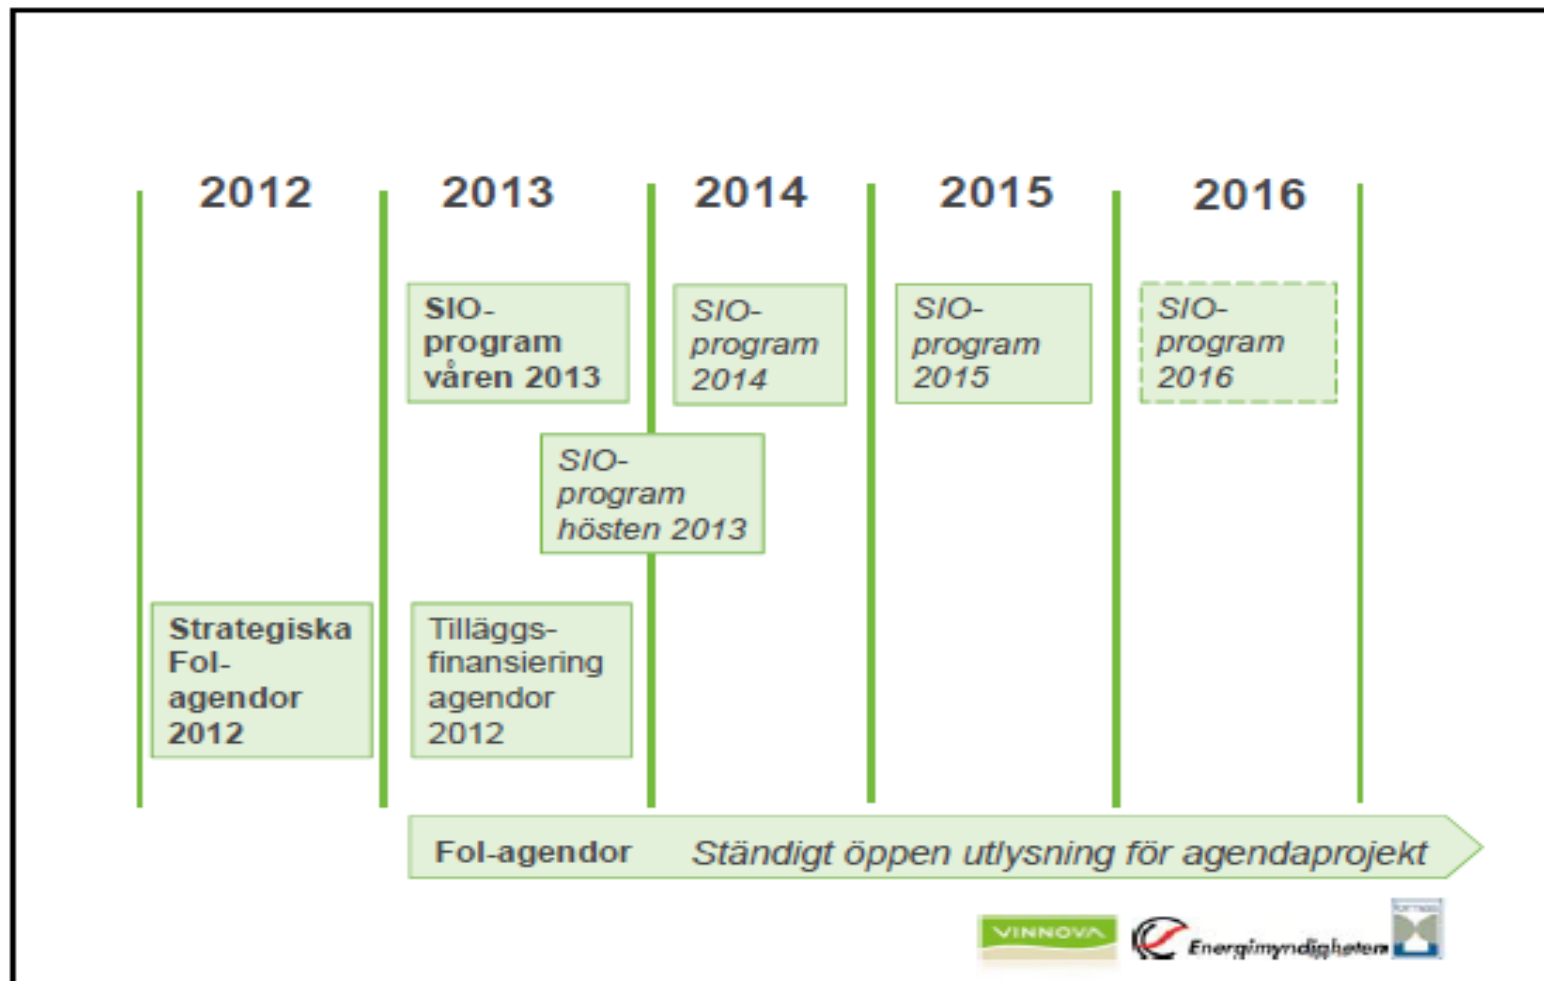 2012 2013 2014 2015 2016
SIO-
program
våren 2013
SIO-
program
2014
SIO-
program
2015
SIO-
program
2016
SIO-
program
hösten 2013
Strategiska
FoI-
agendor
2012
Tilläggs-
finansiering
agendor
2012
FoI-agendor Ständigt öppen utlysning för agendaprojekt
VINNOVA
Energimyndigheten